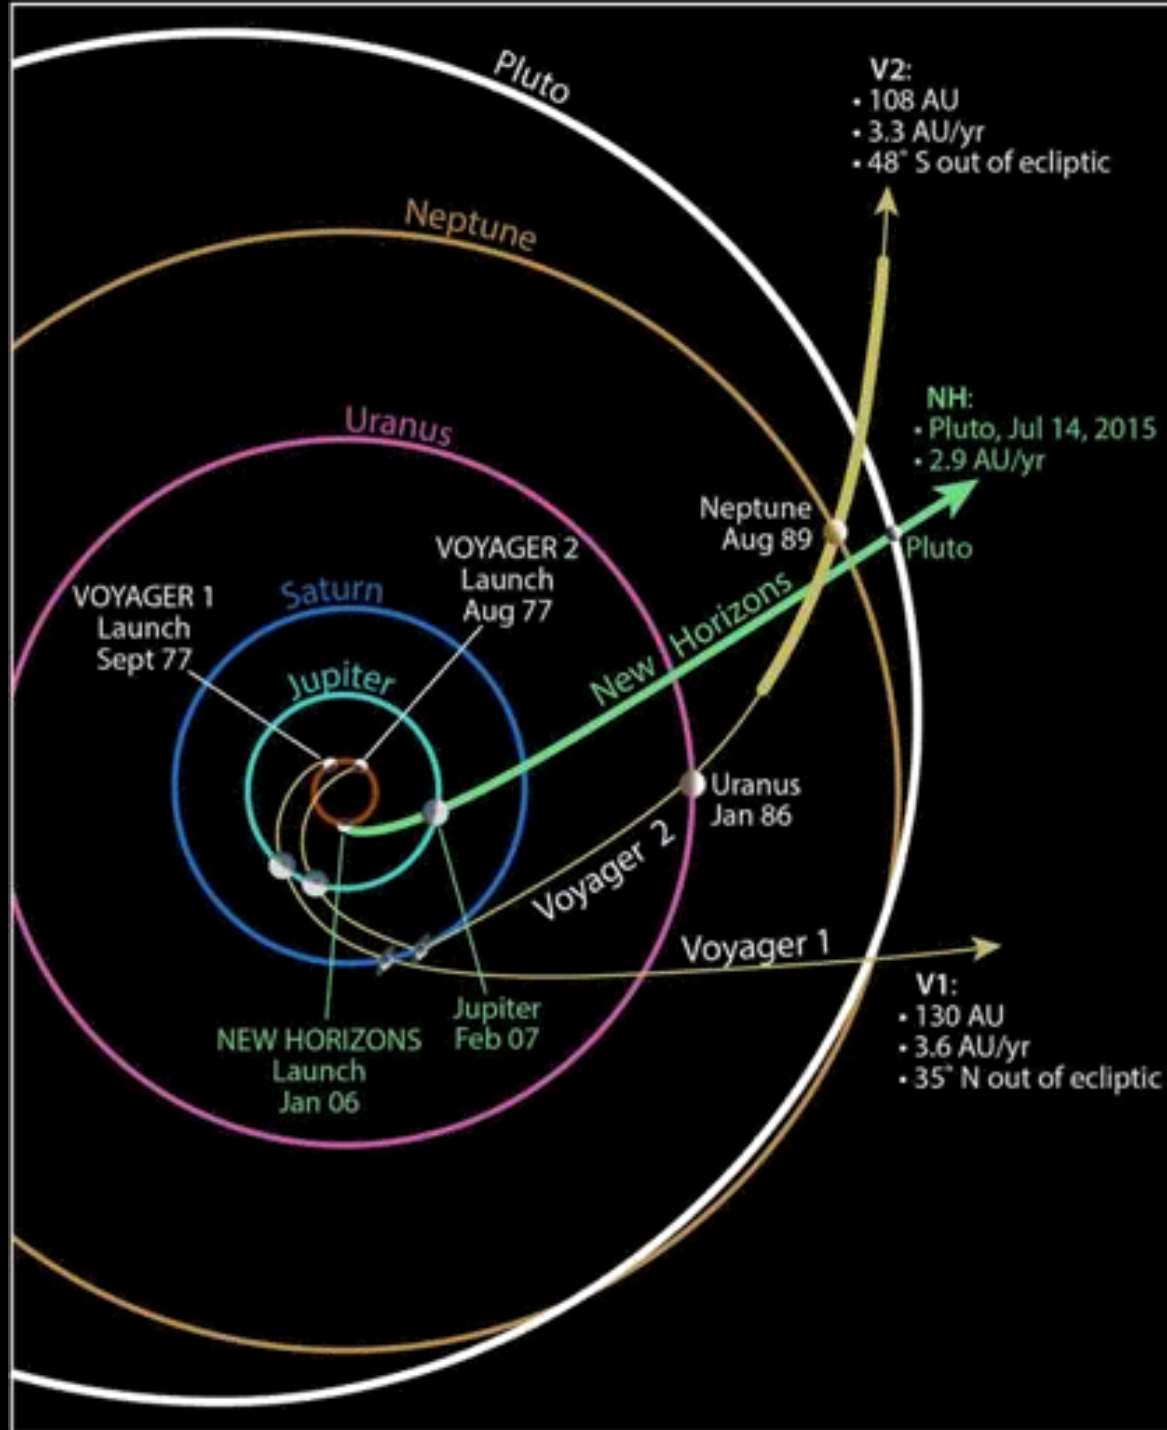 Pluto
V2:
• 108 AU
• 3.3 AU/yr
• 48° S out of ecliptic
Neptune
NH:
• Pluto, Jul 14, 2015
• 2.9 AU/yr
Uranus
Neptune
Aug 89
Pluto
VOYAGER 2
Launch
Aug 77
VOYAGER 1
Launch
Sept 77
Saturn
New Horizons
Jupiter
Uranus
Jan 86
Voyager 2
Voyager 1
V1:
• 130 AU
• 3.6 AU/yr
• 35° N out of ecliptic
Jupiter
Feb 07
NEW HORIZONS
Launch
Jan 06